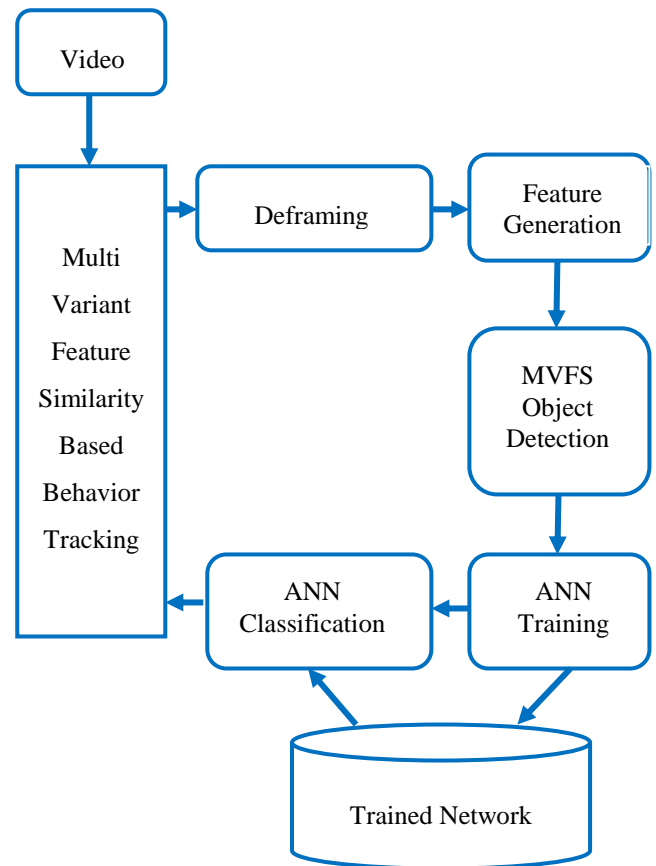 Video
Deframing
Feature
Generation
Multi
Variant
Feature
Similarity
Based
Behavior
Tracking
MVFS
Object
Detection
ANN
Classification
ANN
Training
Trained Network